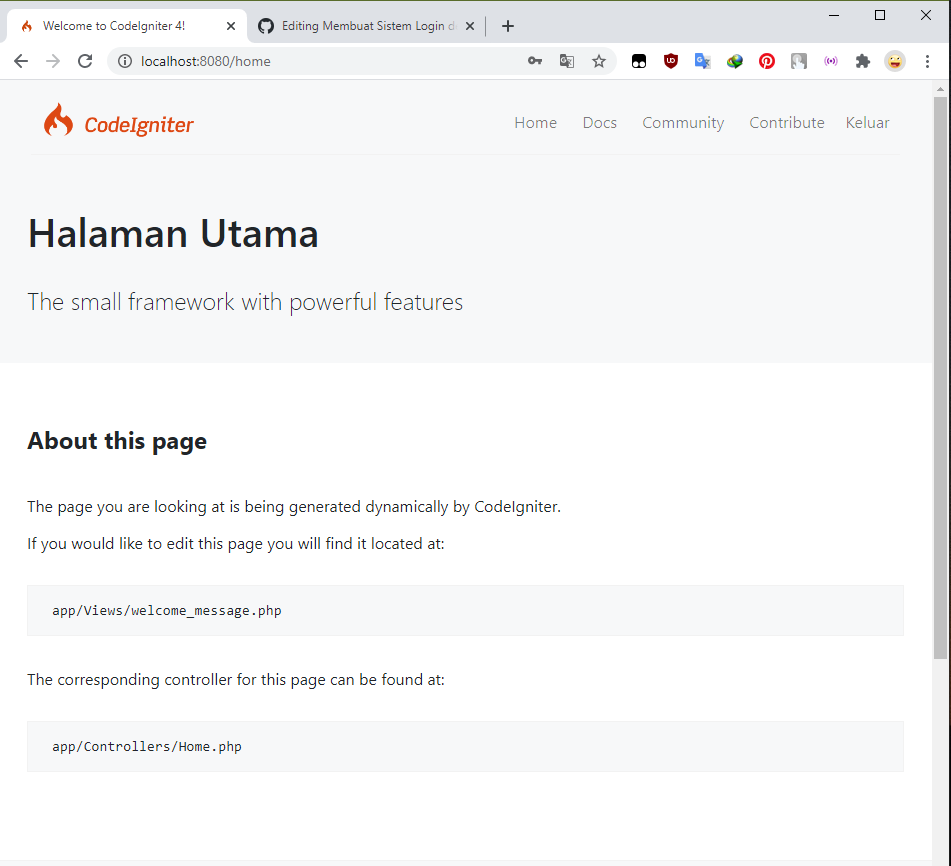 Welcome to CodeIgniter 4!
Editing Membuat Sistem Login d
localhost:8080/home
CodeIgniter
Home Docs Community Contribute Keluar
Halaman Utama
The small framework with powerful features
About this page
The page you are looking at is being generated dynamically by CodeIgniter.
If you would like to edit this page you will find it located at:
app/Views/welcome_message.php
The corresponding controller for this page can be found at:
app/Controllers/Home.php